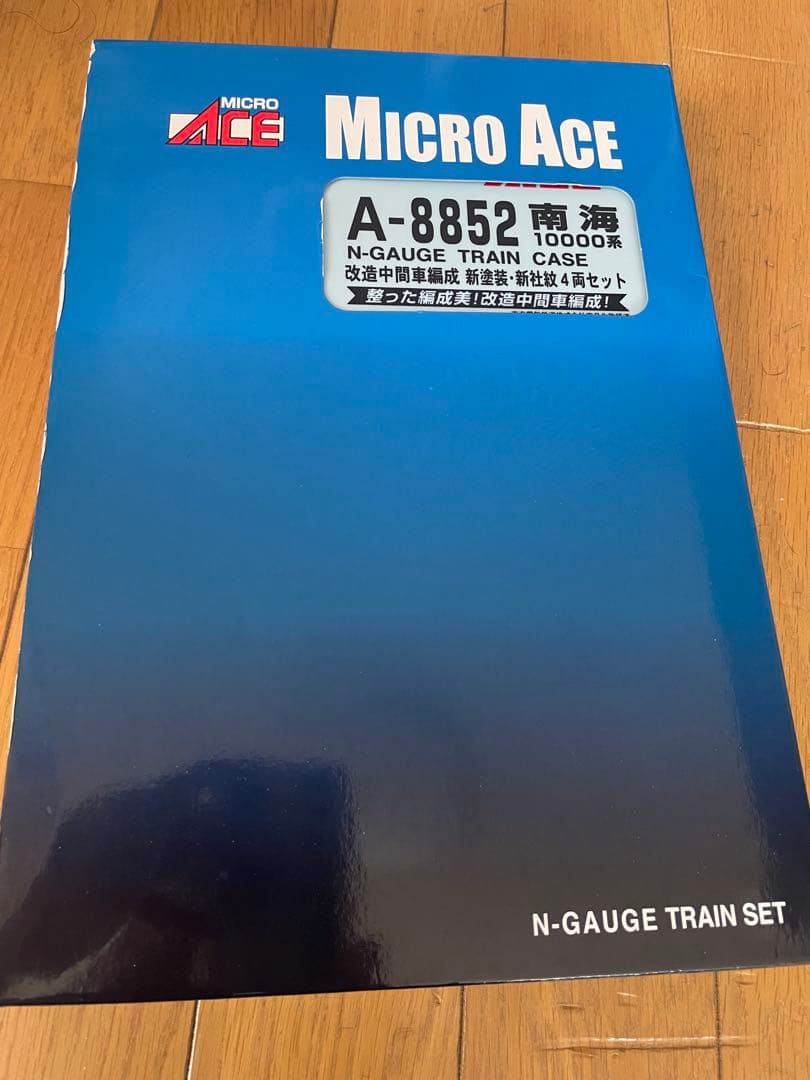 MICRO
ACE
MICRO ACE
A-8852 南海
10000系
N-GAUGE TRAIN CASE
改造中間車編成 新塗装・新社紋4両セット
整った編成美!改造中間車編成!
N-GAUGE TRAIN SET